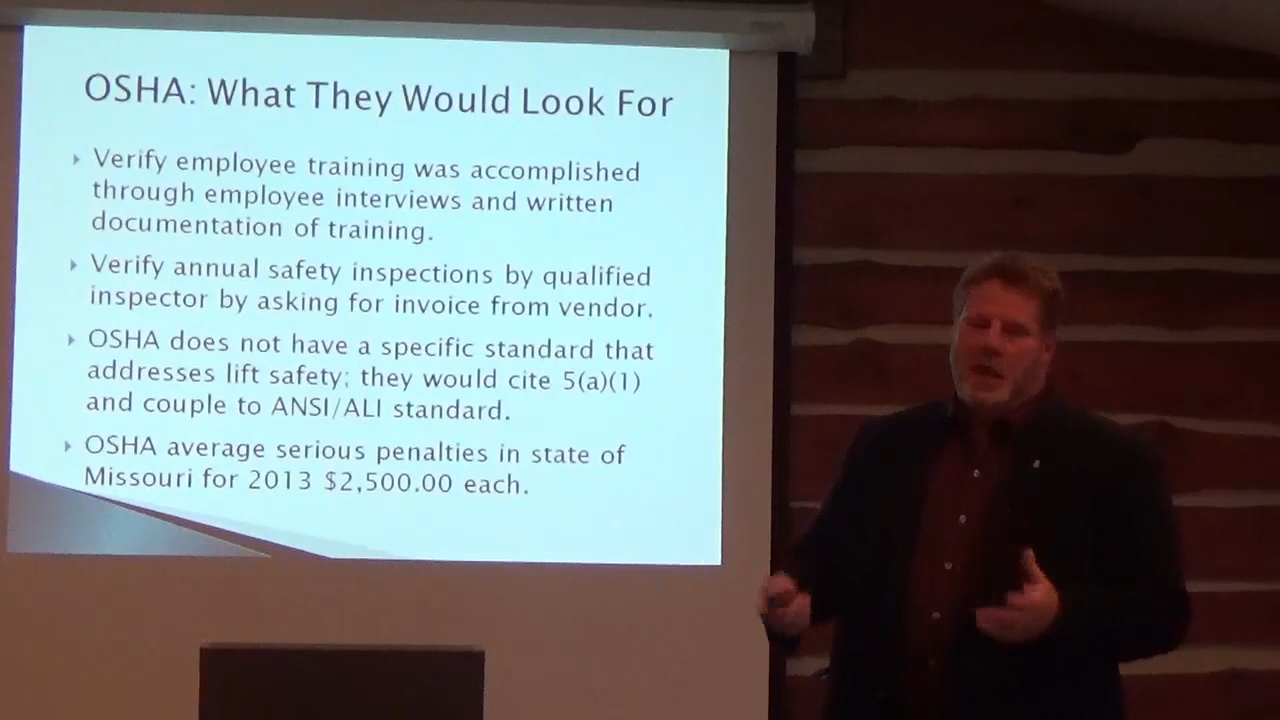 OSHA: What They Would Look For
Verify employee training was accomplished
through employee interviews and written
documentation of training.
Verify annual safety inspections by qualified
inspector by asking for invoice from vendor.
OSHA does not have a specific standard that
addresses lift safety; they would cite 5(a)(1)
and couple to ANSI/ALI standard.
OSHA average serious penalties in state of
Missouri for 2013 $2,500.00 each.